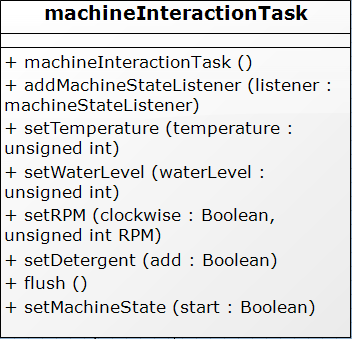 machineInteractionTask
+ machineInteractionTask ()
+ addMachineStateListener (listener :
machineStateListener)
+ setTemperature (temperature :
unsigned int)
+ setWaterLevel (waterLevel :
unsigned int)
+ setRPM (clockwise : Boolean,
unsigned int RPM)
+ setDetergent (add : Boolean)
+ flush ()
+ setMachineState (start : Boolean)